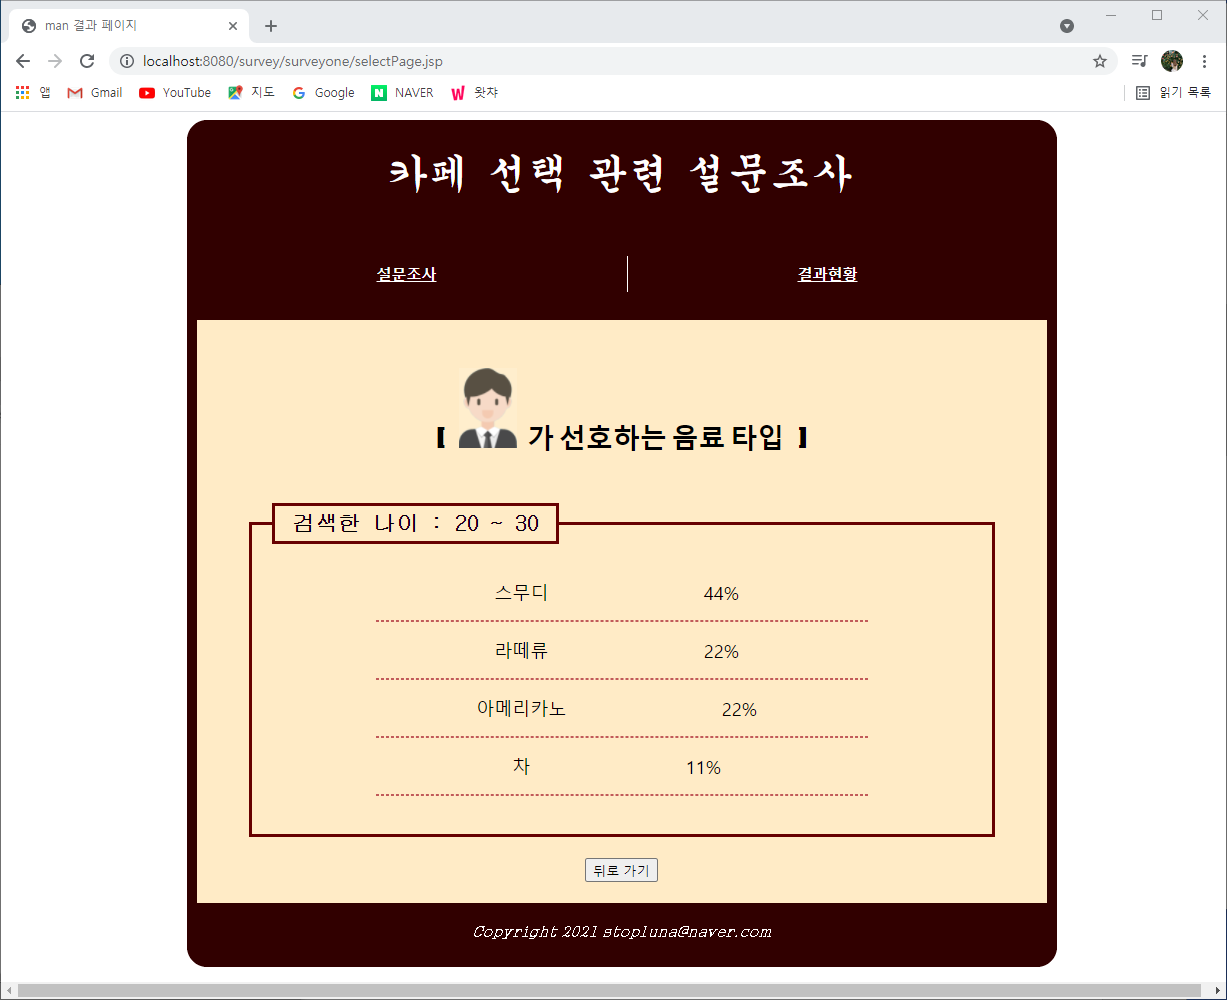 man 결과 페이지
localhost:8080/survey/surveyone/selectPage.jsp
앱 Gmail YouTube 지도 Google NAVER 왓챠 읽기 목록
카페 선택 관련 설문조사
설문조사 결과현황
【 가 선호하는 음료 타입 】
검색한 나이 : 20 ~ 30
스무디 44%
라떼류 22%
아메리카노 22%
차 11%
뒤로 가기
Copyright 2021 stopluna@naver.com